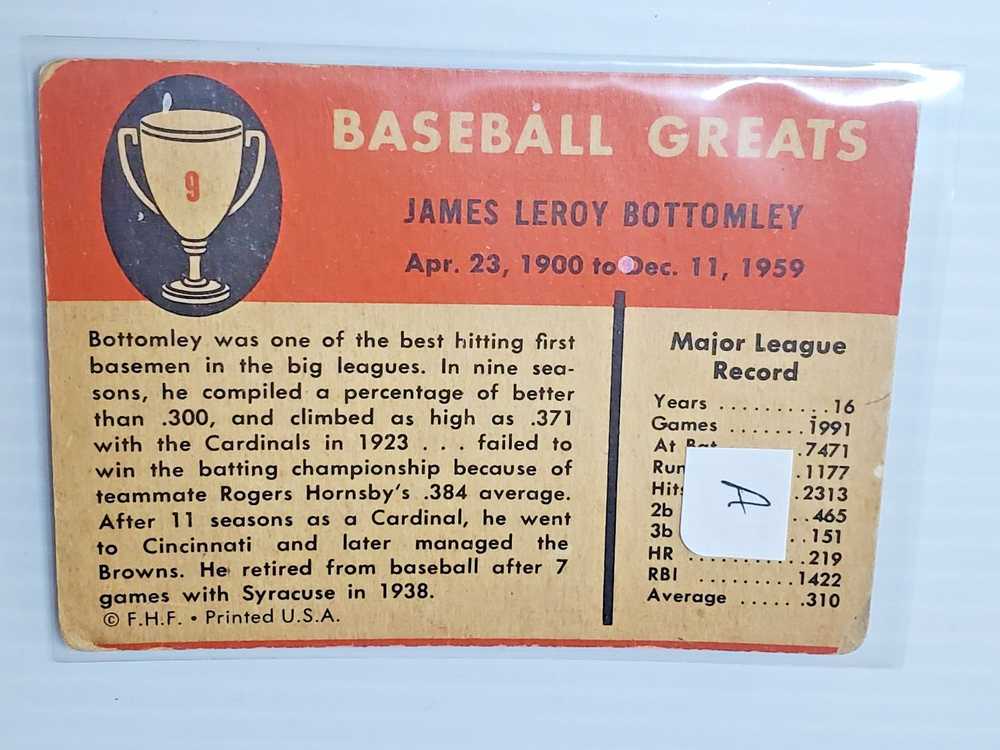 9
BASEBALL GREATS
JAMES LEROY BOTTOMLEY
Apr. 23, 1900 to Dec. 11, 1959
Bottomley was one of the best hitting first
basemen in the big leagues. In nine sea-
sons, he compiled a percentage of better
than .300, and climbed as high as .371
with the Cardinals in 1923 . . . failed to
win the batting championship because of
teammate Rogers Hornsby's .384 average.
After 11 seasons as a Cardinal, he went
to Cincinnati and later managed the
Browns. He retired from baseball after 7
games with Syracuse in 1938.
© F.H.F. • Printed U.S.A.
Major League
Record
Years ..........16
Games .......1991
At Bat .7471
Run .1177
Hit .2313
2b ..465
3b ..151
HR ..........219
RBI ........1422
Average ......310
A